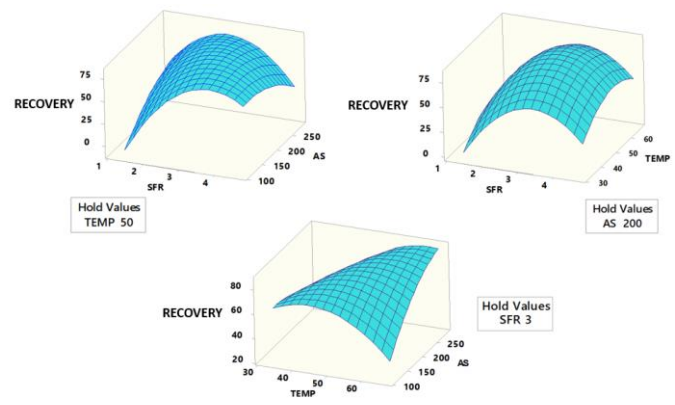 75
50
25
0
RECOVERY
1
2
3
4
SFR
100
150
200
250
AS
Hold Values
TEMP 50
75
50
25
0
RECOVERY
1
2
3
4
SFR
30
40
50
60
TEMP
Hold Values
AS 200
80
60
40
20
RECOVERY
30
40
50
60
TEMP
100
150
200
250
AS
Hold Values
SFR 3